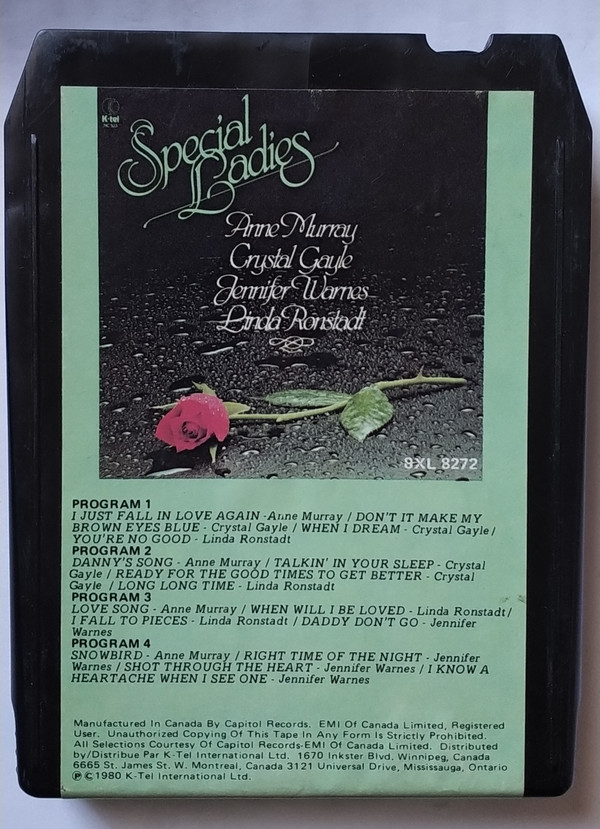 K-tel
Special
Ladies
Anne Murray
Crystal Gayle
Jennifer Warnes
Linda Ronstadt
9XL 8272
PROGRAM 1
I JUST FALL IN LOVE AGAIN -Anne Murray / DON'T IT MAKE MY
BROWN EYES BLUE - Crystal Gayle / WHEN I DREAM - Crystal Gayle/
YOU'RE NO GOOD - Linda Ronstadt
PROGRAM 2
DANNY'S SONG - Anne Murray / TALKIN' IN YOUR SLEEP - Crystal
Gayle / READY FOR THE GOOD TIMES TO GET BETTER - Crystal
Gayle / LONG LONG TIME - Linda Ronstadt
PROGRAM 3
LOVE SONG - Anne Murray / WHEN WILL I BE LOVED - Linda Ronstadt/
I FALL TO PIECES - Linda Ronstadt / DADDY DON'T GO - Jennifer
Warnes
PROGRAM 4
SNOWBIRD - Anne Murray / RIGHT TIME OF THE NIGHT - Jennifer
Warnes / SHOT THROUGH THE HEART - Jennifer Warnes / I KNOW A
HEARTACHE WHEN I SEE ONE - Jennifer Warnes
Manufactured In Canada By Capitol Records. EMI Of Canada Limited, Registered
User. Unauthorized Copying Of This Tape In Any Form Is Strictly Prohibited.
All Selections Courtesy Of Capitol Records-EMI Of Canada Limited. Distributed
by/Distribue Par K-Tel International Ltd. 1670 Inkster Blvd. Winnipeg, Canada
6665 St. James St. W. Montreal, Canada 3121 Universal Drive, Mississauga, Ontario
℗©1980 K-Tel International Ltd.